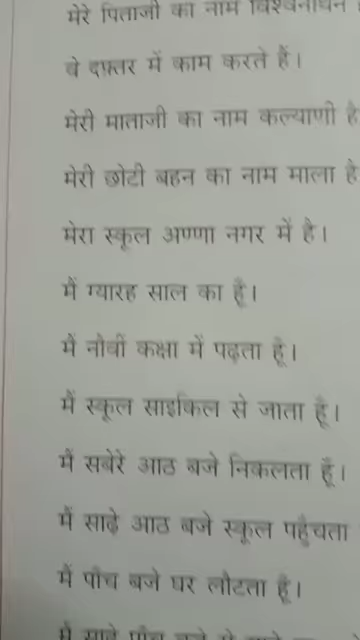 मेरे पिताजी का नाम विश्वनाथन
वे दफ़्तर में काम करते हैं।
मेरी माताजी का नाम कल्याणी है
मेरी छोटी बहन का नाम माला है
मेरा स्कूल अण्णा नगर में है।
मैं ग्यारह साल का हूँ।
मैं नौवीं कक्षा में पढ़ता हूँ।
मैं स्कूल साइकिल से जाता हूँ।
मैं सबेरे आठ बजे निकलता हूँ।
मैं साढ़े आठ बजे स्कूल पहुँचता
मैं पाँच बजे घर लौटता हूँ।
मैं साढ़े पाँच बजे से